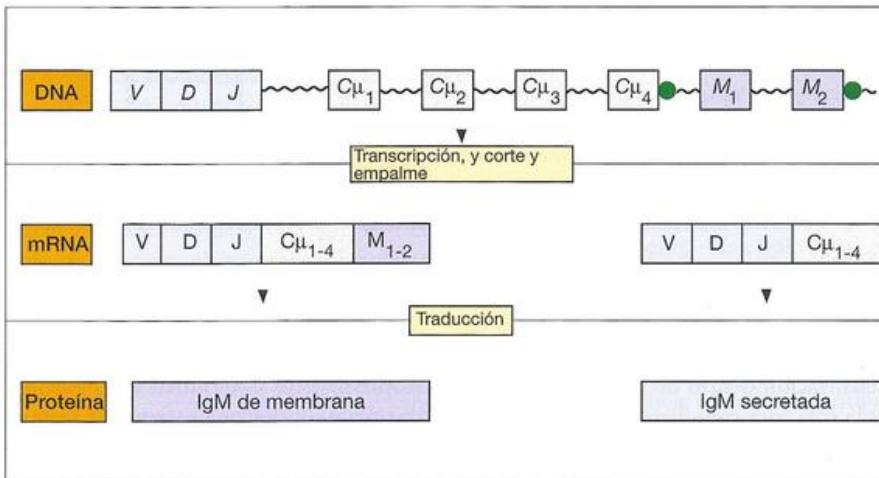 DNA V D J Cμ1 Cμ2 Cμ3 Cμ4 M1 M2
Transcripción, y corte y
empalme
mRNA V D J Cμ1-4 M1-2 V D J Cμ1-4
Traducción
Proteína IgM de membrana IgM secretada